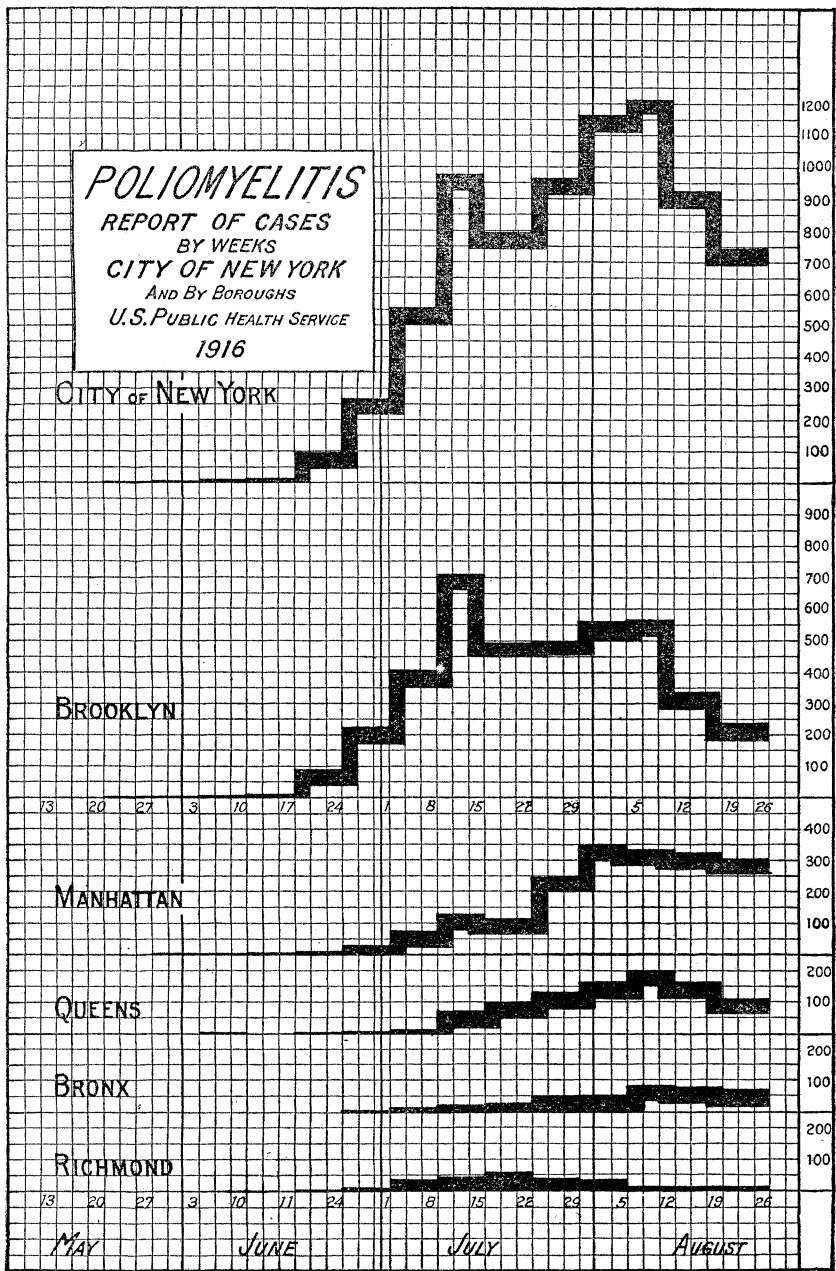 POLIOMYELITIS
REPORT OF CASES
BY WEEKS
CITY OF NEW YORK
AND BY BOROUGHS
U.S. PUBLIC HEALTH SERVICE
1916
1200
1100
1000
900
800
700
600
500
400
300
200
100
CITY OF NEW YORK
900
800
700
600
500
400
300
200
100
BROOKLYN
13 20 27 3 10 17 24 1 8 15 22 29 5 12 19 26
400
300
200
100
MANHATTAN
200
100
QUEENS
200
100
BRONX
200
100
RICHMOND
13 20 27 3 10 11 24 1 8 15 22 29 5 12 19 26
MAY JUNE JULY AUGUST